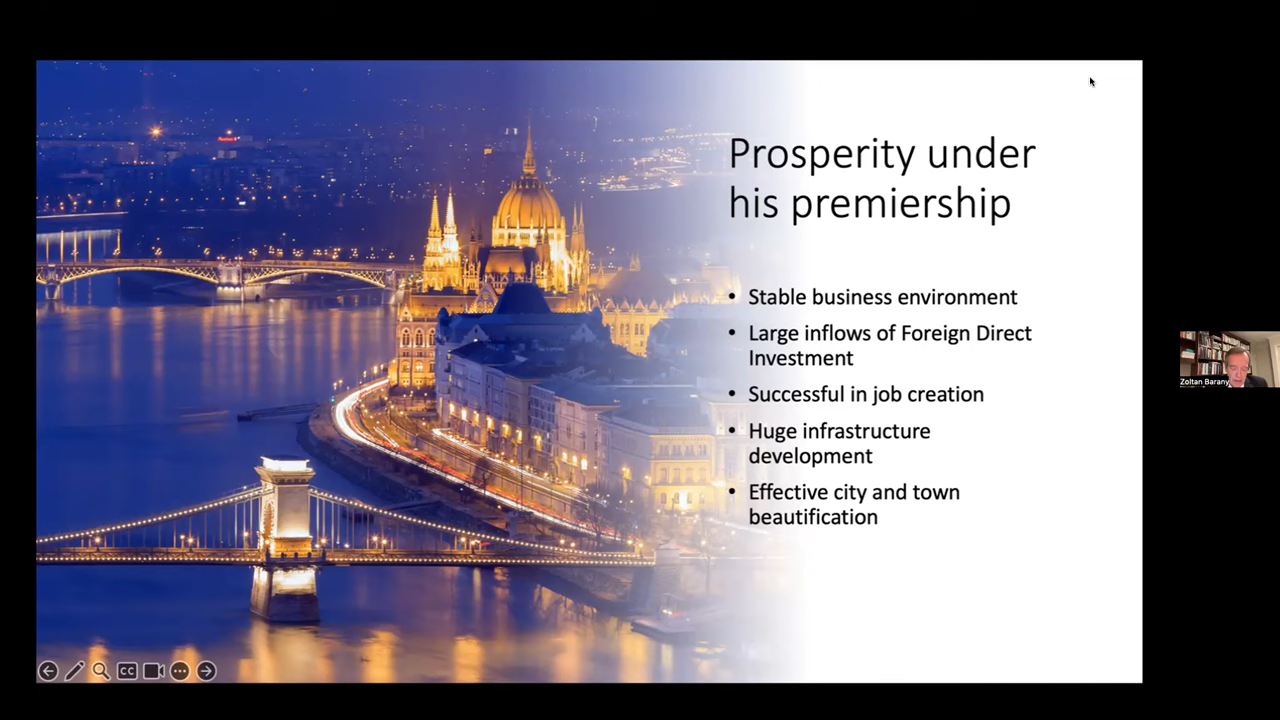 Prosperity under
his premiership
• Stable business environment
• Large inflows of Foreign Direct
Investment
• Successful in job creation
• Huge infrastructure
development
• Effective city and town
beautification
Zoltan Barany
CC